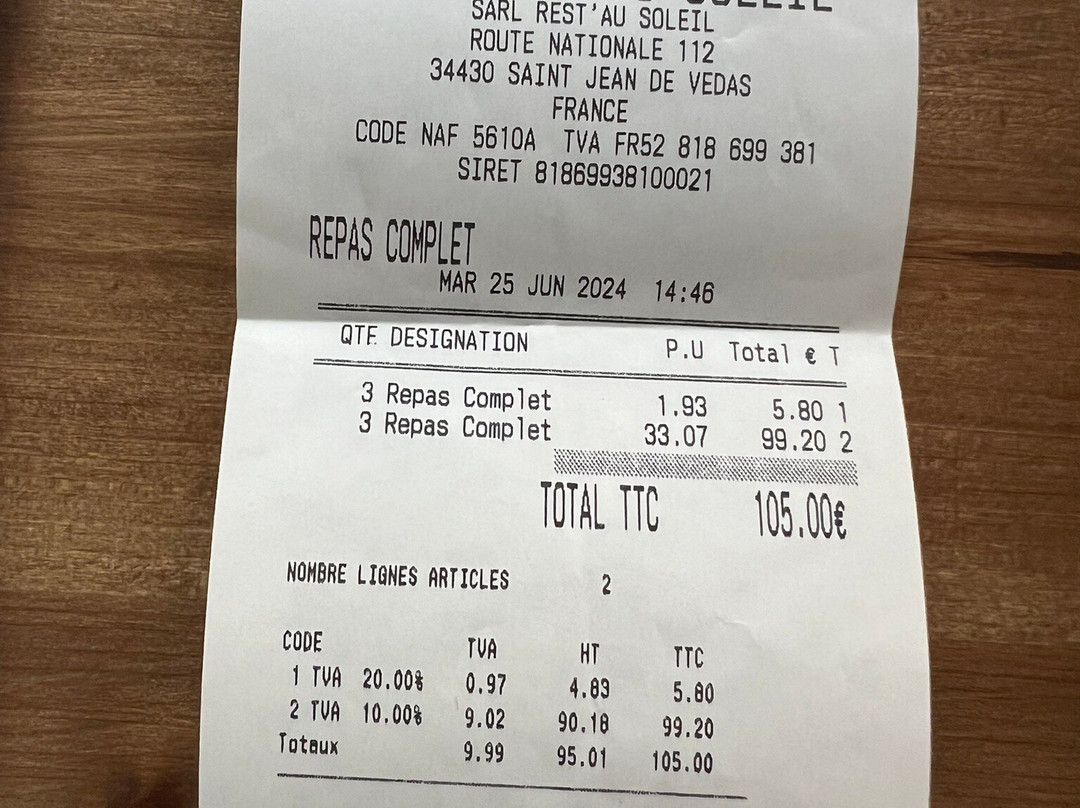 SOLEIL
SARL REST'AU SOLEIL
ROUTE NATIONALE 112
34430 SAINT JEAN DE VEDAS
FRANCE
CODE NAF 5610A TVA FR52 818 699 381
SIRET 81869938100021
REPAS COMPLET
MAR 25 JUN 2024 14:46
QTE DESIGNATION P.U Total € T
3 Repas Complet 1.93 5.80 1
3 Repas Complet 33.07 99.20 2
TOTAL TTC 105.00€
NOMBRE LIGNES ARTICLES 2
CODE TVA HT TTC
1 TVA 20.00% 0.97 4.83 5.80
2 TVA 10.00% 9.02 90.18 99.20
Totaux 9.99 95.01 105.00